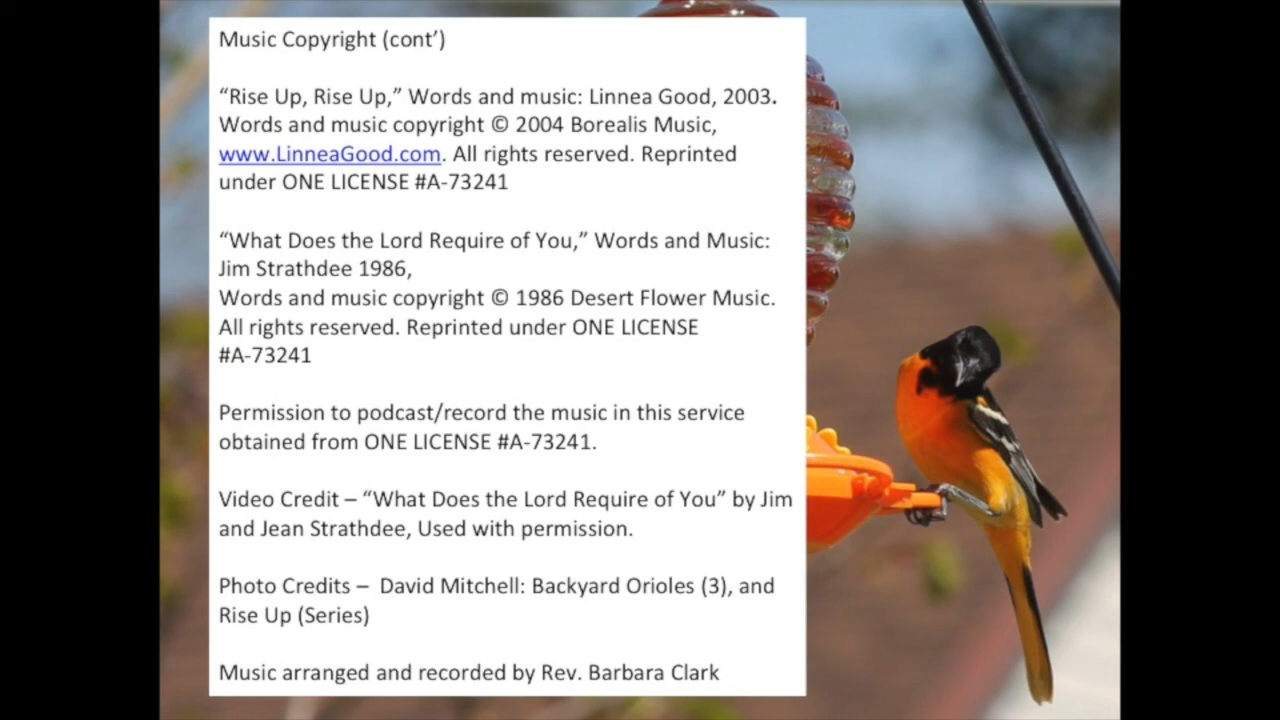 Music Copyright (cont’)
“Rise Up, Rise Up,” Words and music: Linnea Good, 2003.
Words and music copyright © 2004 Borealis Music,
www.LinneaGood.com. All rights reserved. Reprinted
under ONE LICENSE #A-73241
“What Does the Lord Require of You,” Words and Music:
Jim Strathdee 1986,
Words and music copyright © 1986 Desert Flower Music.
All rights reserved. Reprinted under ONE LICENSE
#A-73241
Permission to podcast/record the music in this service
obtained from ONE LICENSE #A-73241.
Video Credit – “What Does the Lord Require of You” by Jim
and Jean Strathdee, Used with permission.
Photo Credits –  David Mitchell: Backyard Orioles (3), and
Rise Up (Series)
Music arranged and recorded by Rev. Barbara Clark